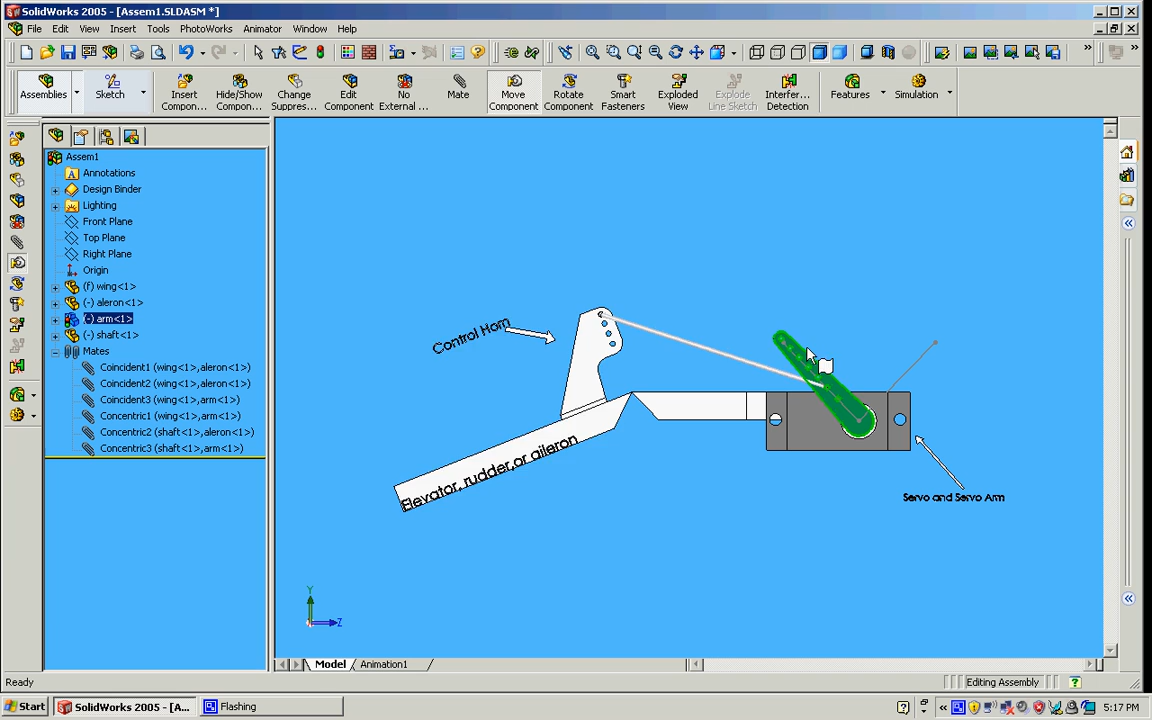 SolidWorks 2005 - [Assem1.SLDASM *]
File Edit View Insert Tools PhotoWorks Animator Window Help
Assemblies
Sketch
Insert Compon...
Hide/Show Compon...
Change Suppres...
Edit Component
No External ...
Mate
Move Component
Rotate Component
Smart Fasteners
Exploded View
Explode Line Sketch
Interfer... Detection
Features
Simulation
Assem1
Annotations
Design Binder
Lighting
Front Plane
Top Plane
Right Plane
Origin
(f) wing<1>
(-) aleron<1>
(-) arm<1>
(-) shaft<1>
Mates
Coincident1 (wing<1>,aleron<1>)
Coincident2 (wing<1>,aleron<1>)
Coincident3 (wing<1>,arm<1>)
Concentric1 (wing<1>,arm<1>)
Concentric2 (shaft<1>,aleron<1>)
Concentric3 (shaft<1>,arm<1>)
Control Horn
Elevator, rudder,or aileron
Servo and Servo Arm
Y
Z
Model Animation1
Ready
Editing Assembly
Start
SolidWorks 2005 - [A...
Flashing
5:17 PM